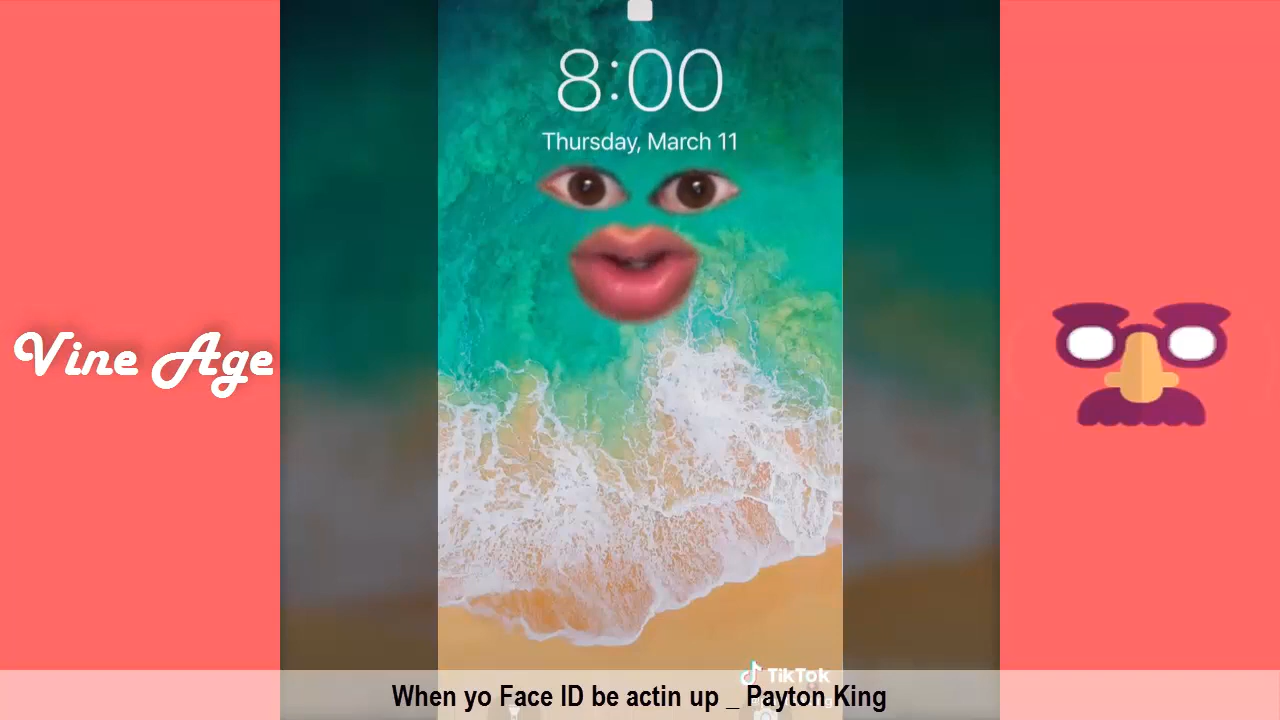 8:00
Thursday, March 11
Vine Age
TikTok
When yo Face ID be actin up _ Payton King